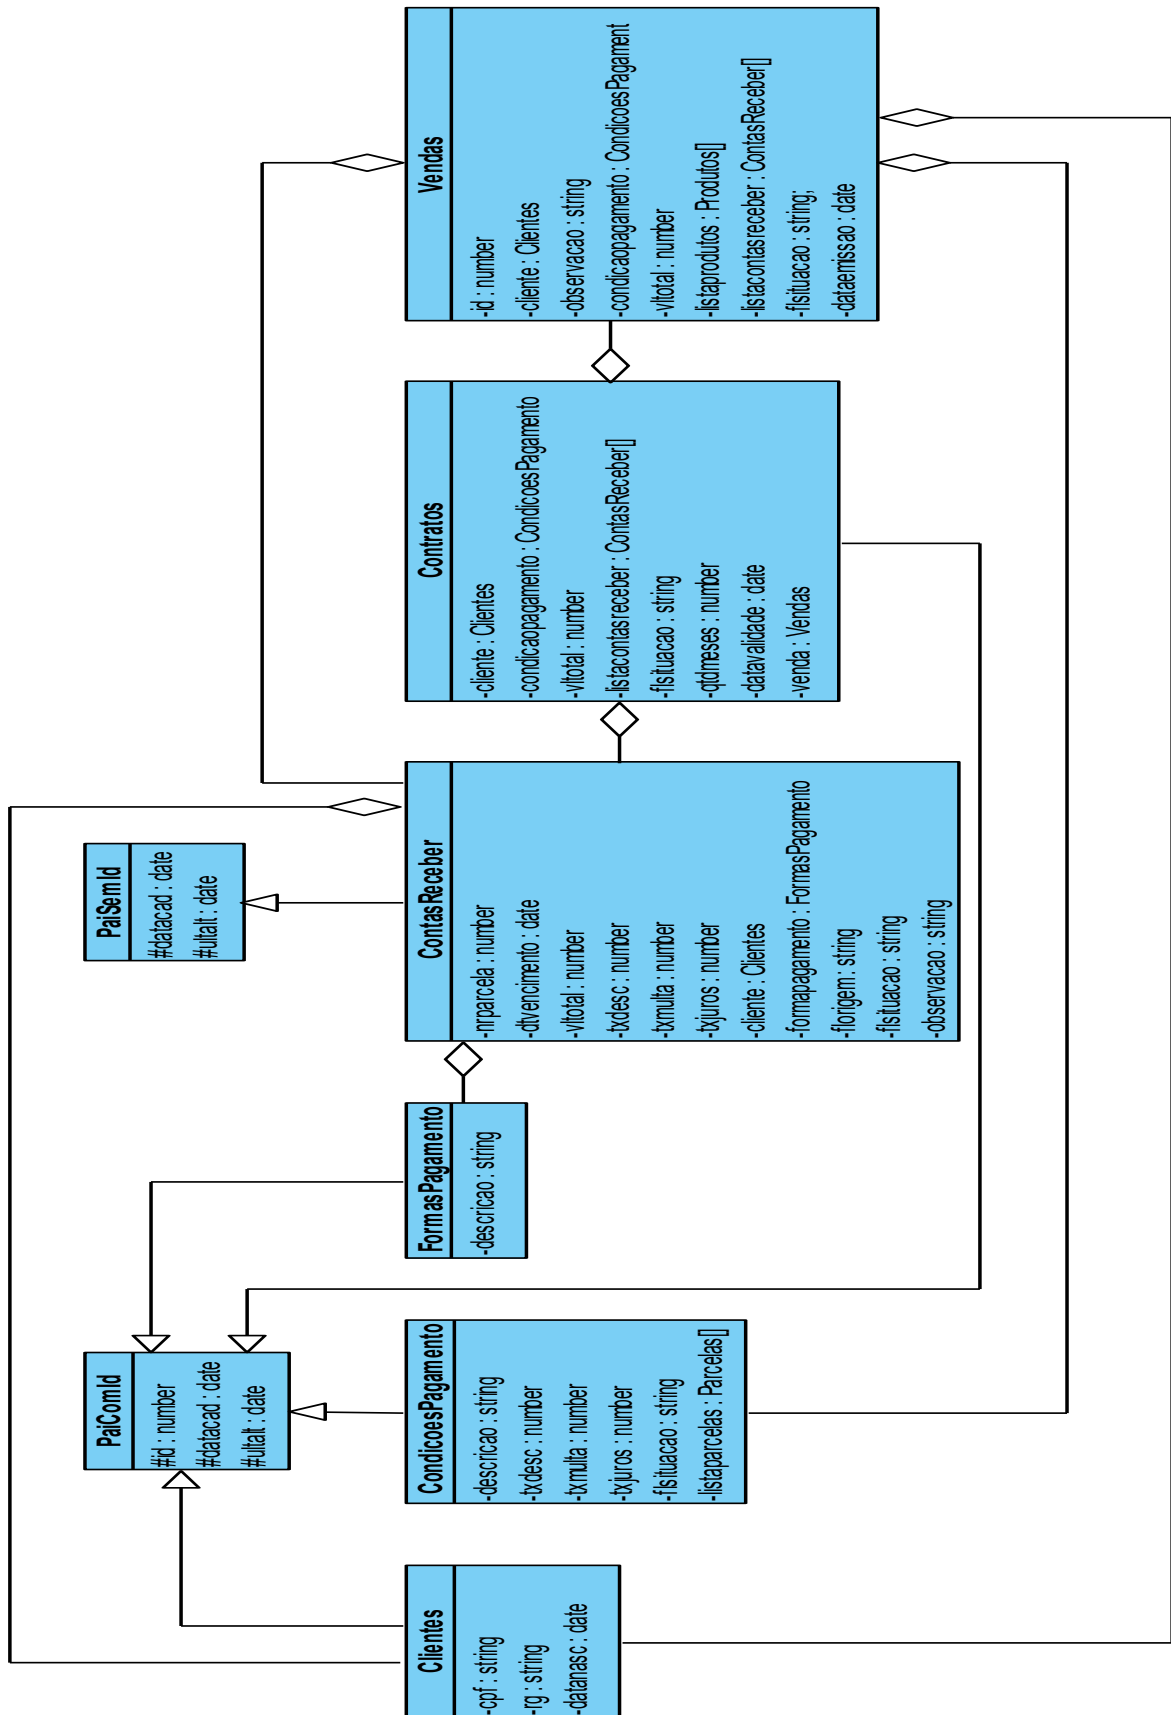 PaiComId
#id : number
#datacad : date
#ultalt : date
PaiSemId
#datacad : date
#ultalt : date
Clientes
-cpf : string
-rg : string
-datanasc : date
CondicoesPagamento
-descricao : string
-txdesc : number
-txmulta : number
-txjuros : number
-flsituacao : string
-listaparcelas : Parcelas[]
FormasPagamento
-descricao : string
ContasReceber
-nrparcela : number
-dtvencimento : date
-vltotal : number
-txdesc : number
-txmulta : number
-txjuros : number
-cliente : Clientes
-formapagamento : FormasPagamento
-florigem : string
-flsituacao : string
-observacao : string
Contratos
-cliente : Clientes
-condicaopagamento : CondicoesPagamento
-vltotal : number
-listacontasreceber : ContasReceber[]
-flsituacao : string
-qtdmeses : number
-datavalidade : date
-venda : Vendas
Vendas
-id : number
-cliente : Clientes
-observacao : string
-condicaopagamento : CondicoesPagament
-vltotal : number
-listaprodutos : Produtos[]
-listacontasreceber : ContasReceber[]
-flsituacao : string;
-dataemissao : date